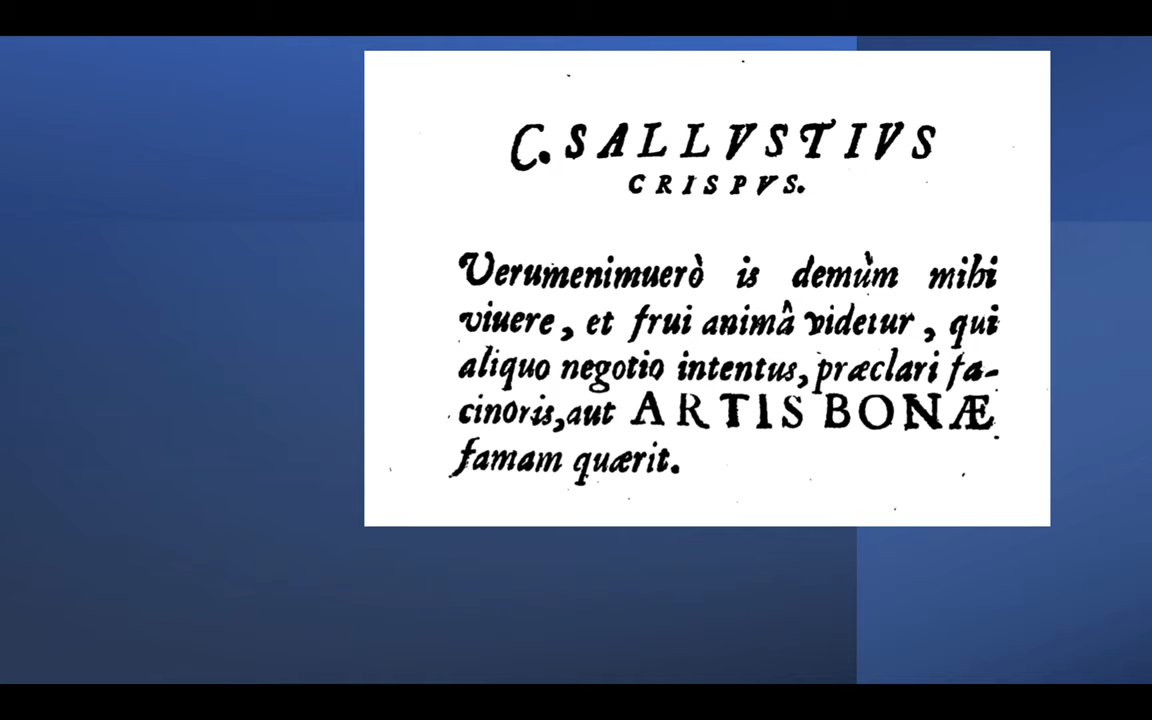 C. SALLVSTIVS
CRISPVS.
Verumenimuerò is demùm mihi
viuere, et frui animâ videtur, qui
aliquo negotio intentus, præclari fa-
cinoris, aut ARTIS BONÆ
famam quærit.